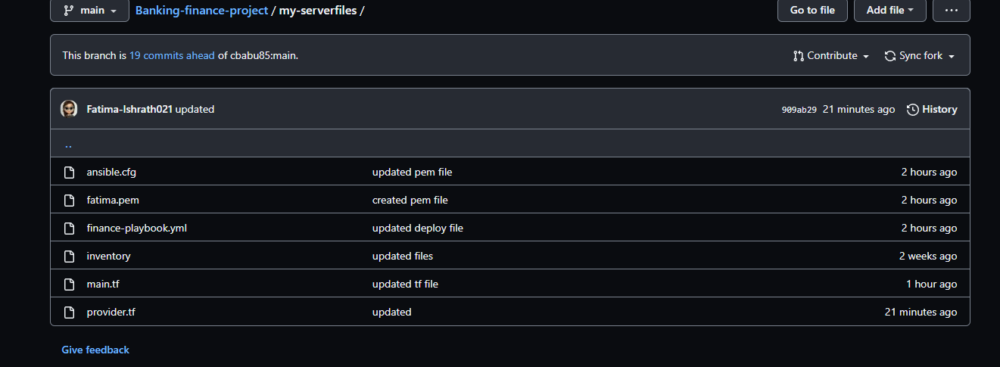 main Banking-finance-project / my-serverfiles / Go to file Add file ...
This branch is 19 commits ahead of cbabu85:main. Contribute Sync fork
Fatima-Ishrath021 updated 909ab29 21 minutes ago History
..
ansible.cfg updated pem file 2 hours ago
fatima.pem created pem file 2 hours ago
finance-playbook.yml updated deploy file 2 hours ago
inventory updated files 2 weeks ago
main.tf updated tf file 1 hour ago
provider.tf updated 21 minutes ago
Give feedback